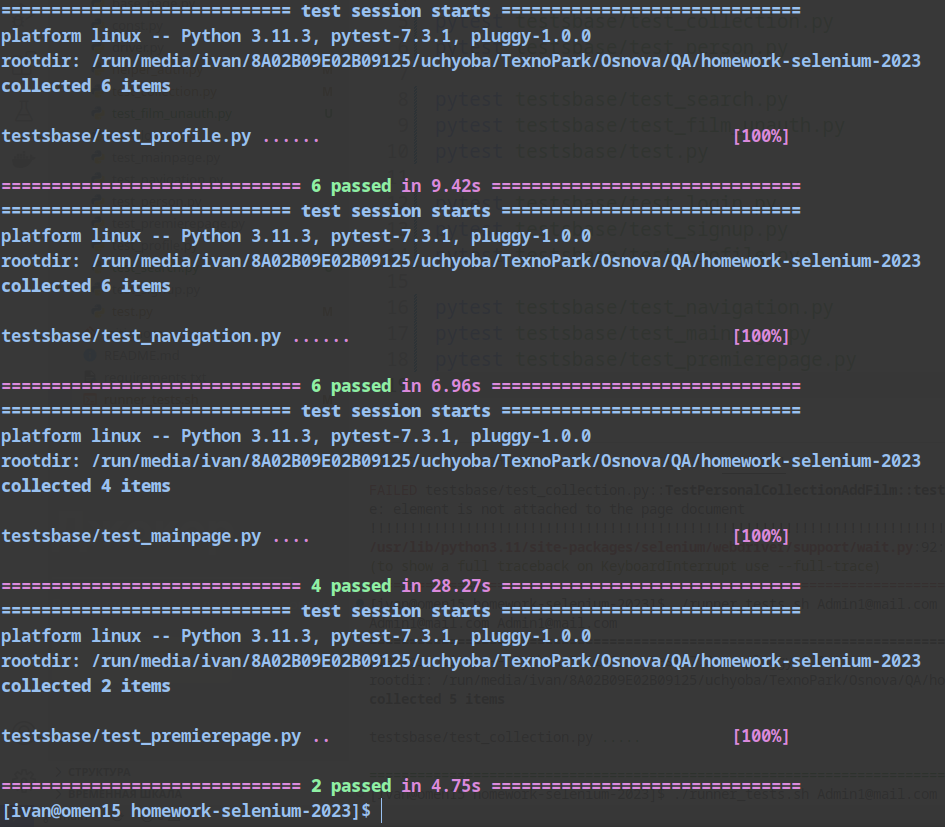 ============================= test session starts ==============================
platform linux -- Python 3.11.3, pytest-7.3.1, pluggy-1.0.0
rootdir: /run/media/ivan/8A02B09E02B09125/uchyoba/TexnoPark/Osnova/QA/homework-selenium-2023
collected 6 items
testsbase/test_profile.py ...... [100%]
============================== 6 passed in 9.42s ===============================
============================= test session starts ==============================
platform linux -- Python 3.11.3, pytest-7.3.1, pluggy-1.0.0
rootdir: /run/media/ivan/8A02B09E02B09125/uchyoba/TexnoPark/Osnova/QA/homework-selenium-2023
collected 6 items
testsbase/test_navigation.py ...... [100%]
============================== 6 passed in 6.96s ===============================
============================= test session starts ==============================
platform linux -- Python 3.11.3, pytest-7.3.1, pluggy-1.0.0
rootdir: /run/media/ivan/8A02B09E02B09125/uchyoba/TexnoPark/Osnova/QA/homework-selenium-2023
collected 4 items
testsbase/test_mainpage.py .... [100%]
============================== 4 passed in 28.27s ==============================
============================= test session starts ==============================
platform linux -- Python 3.11.3, pytest-7.3.1, pluggy-1.0.0
rootdir: /run/media/ivan/8A02B09E02B09125/uchyoba/TexnoPark/Osnova/QA/homework-selenium-2023
collected 2 items
testsbase/test_premierepage.py .. [100%]
============================== 2 passed in 4.75s ===============================
[ivan@omen15 homework-selenium-2023]$